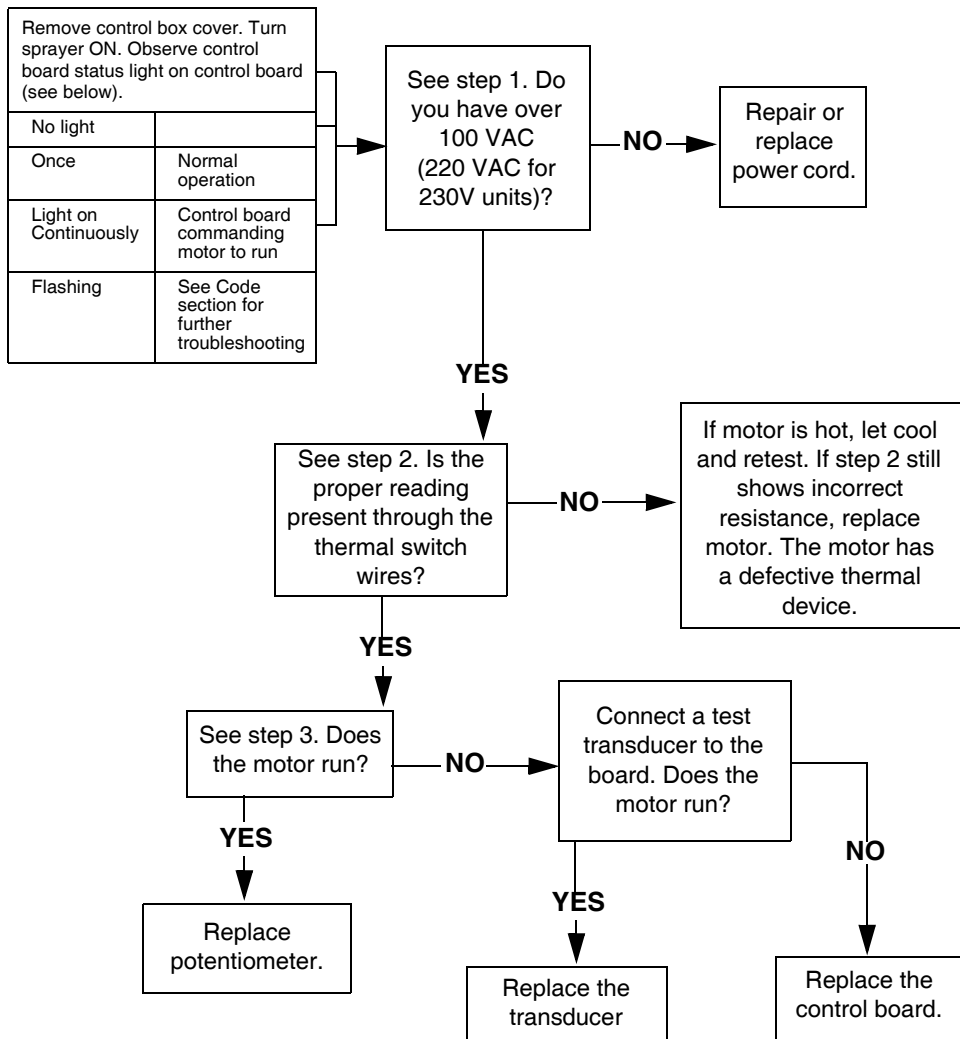 Remove control box cover. Turn
sprayer ON. Observe control
board status light on control board
(see below).
No light
Once
Normal
operation
Light on
Continuously
Control board
commanding
motor to run
Flashing
See Code
section for
further
troubleshooting
See step 1. Do
you have over
100 VAC
(220 VAC for
230V units)?
NO
Repair or
replace
power cord.
YES
See step 2. Is the
proper reading
present through the
thermal switch
wires?
NO
If motor is hot, let cool
and retest. If step 2 still
shows incorrect
resistance, replace
motor. The motor has
a defective thermal
device.
YES
See step 3. Does
the motor run?
NO
Connect a test
transducer to the
board. Does the
motor run?
YES
Replace
potentiometer.
YES
Replace the
transducer
NO
Replace the
control board.